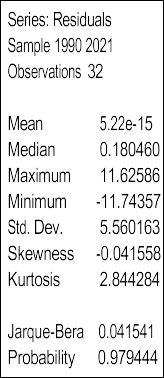 Series: Residuals
Sample 1990 2021
Observations 32
Mean 5.22e-15
Median 0.180460
Maximum 11.62586
Minimum -11.74357
Std. Dev. 5.560163
Skewness -0.041558
Kurtosis 2.844284
Jarque-Bera 0.041541
Probability 0.979444